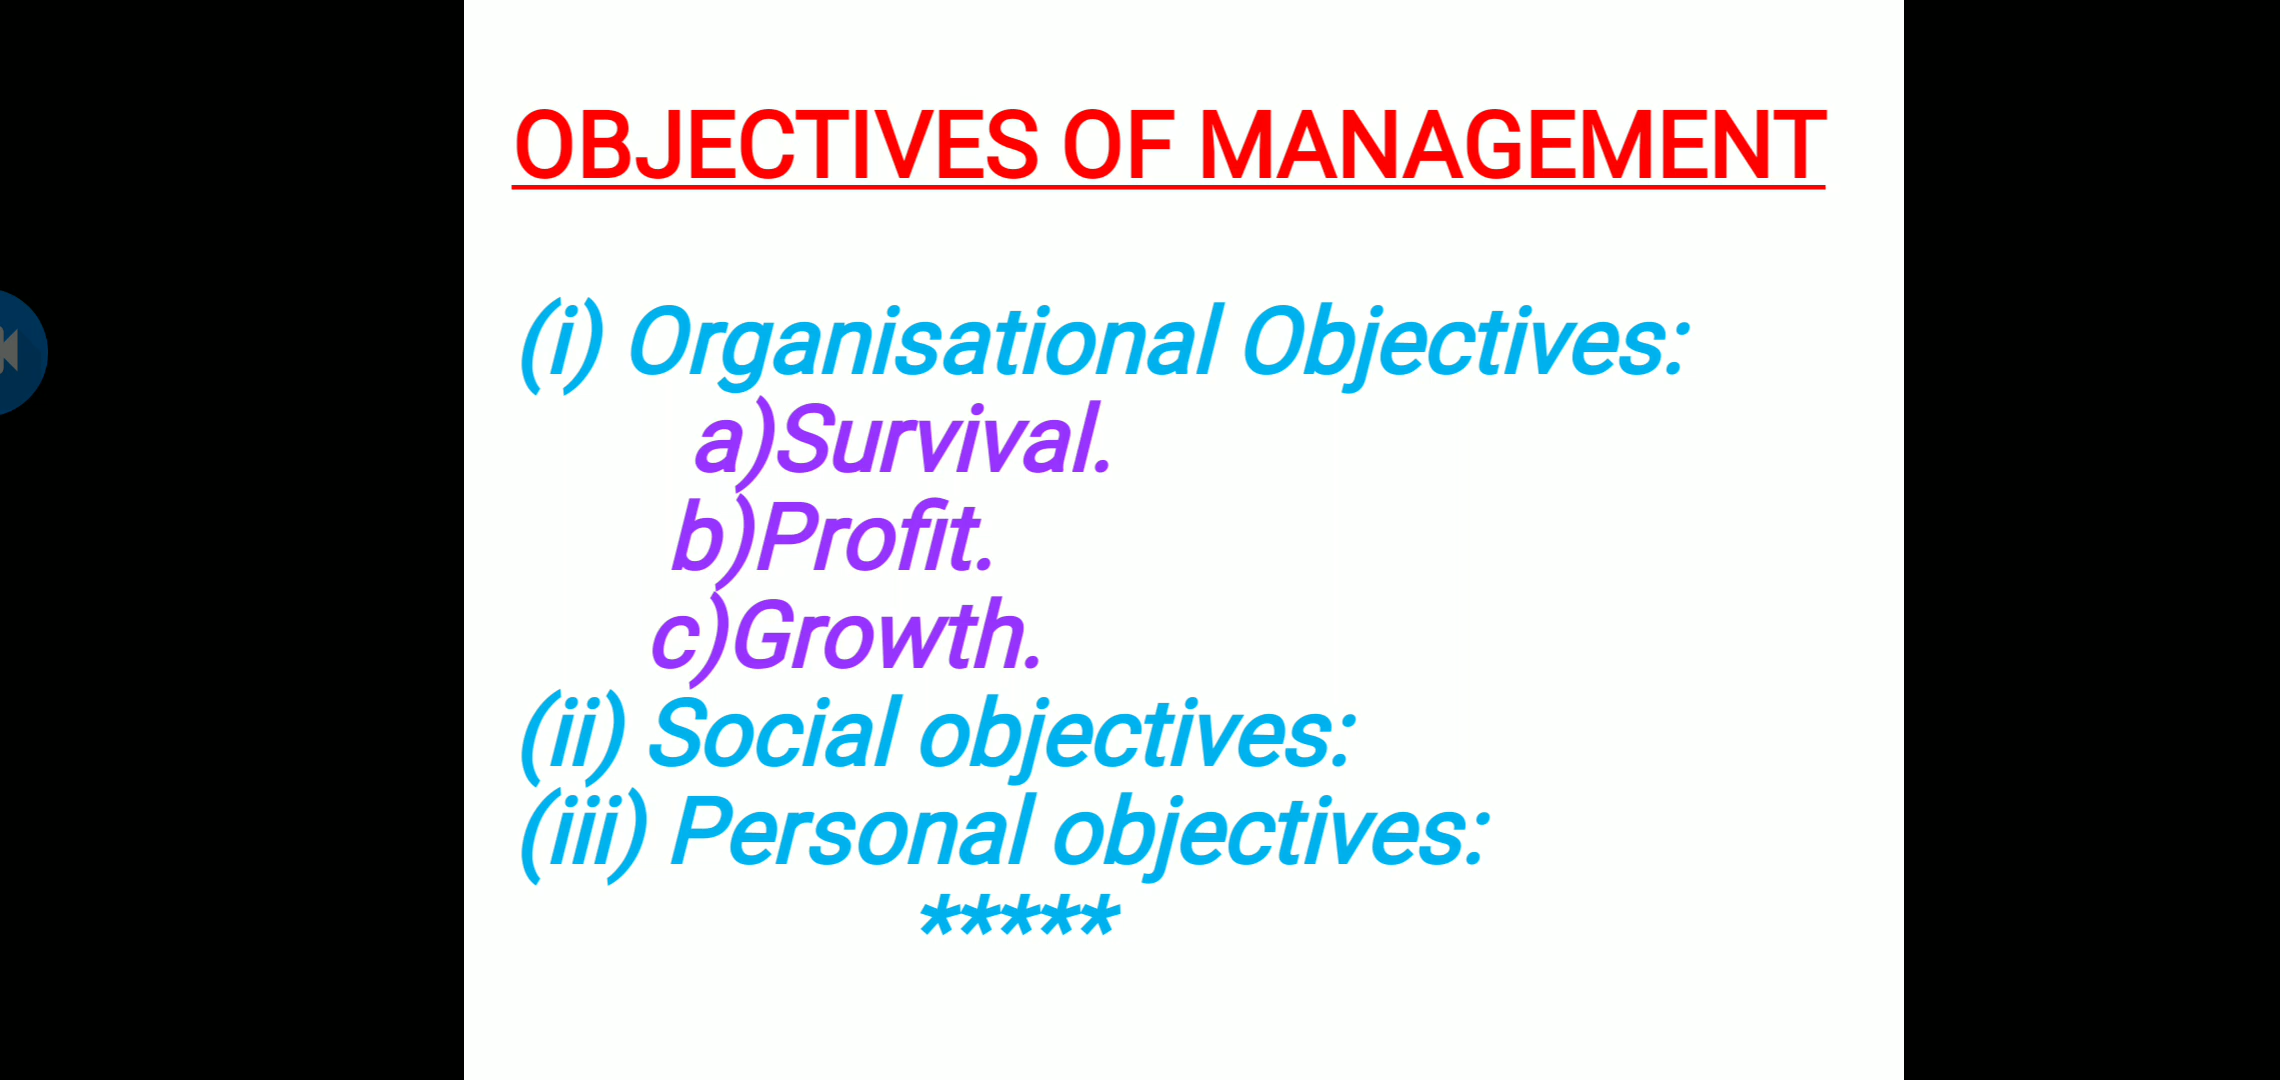 OBJECTIVES OF MANAGEMENT
(i) Organisational Objectives:
a)Survival.
b)Profit.
c)Growth.
(ii) Social objectives:
(iii) Personal objectives:
*****